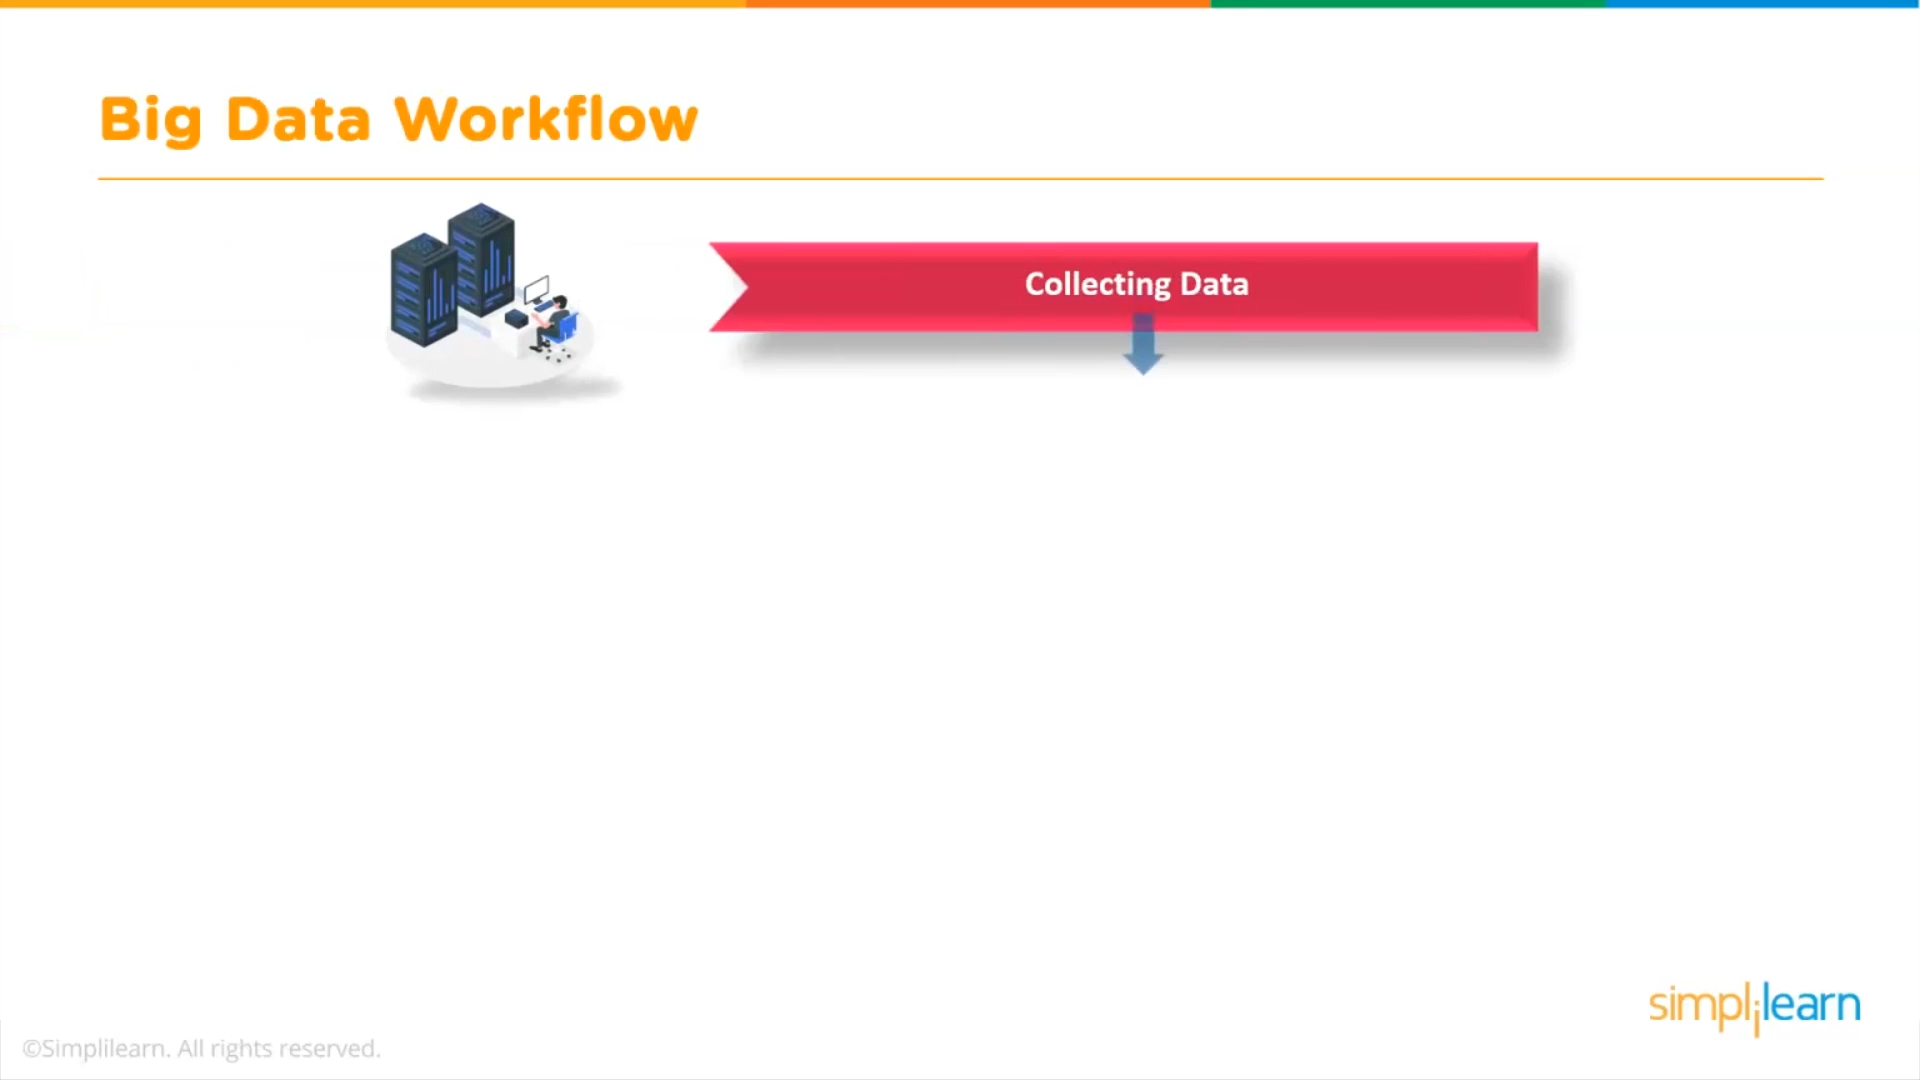 Big Data Workflow
Collecting Data
simplilearn
©Simplilearn. All rights reserved.